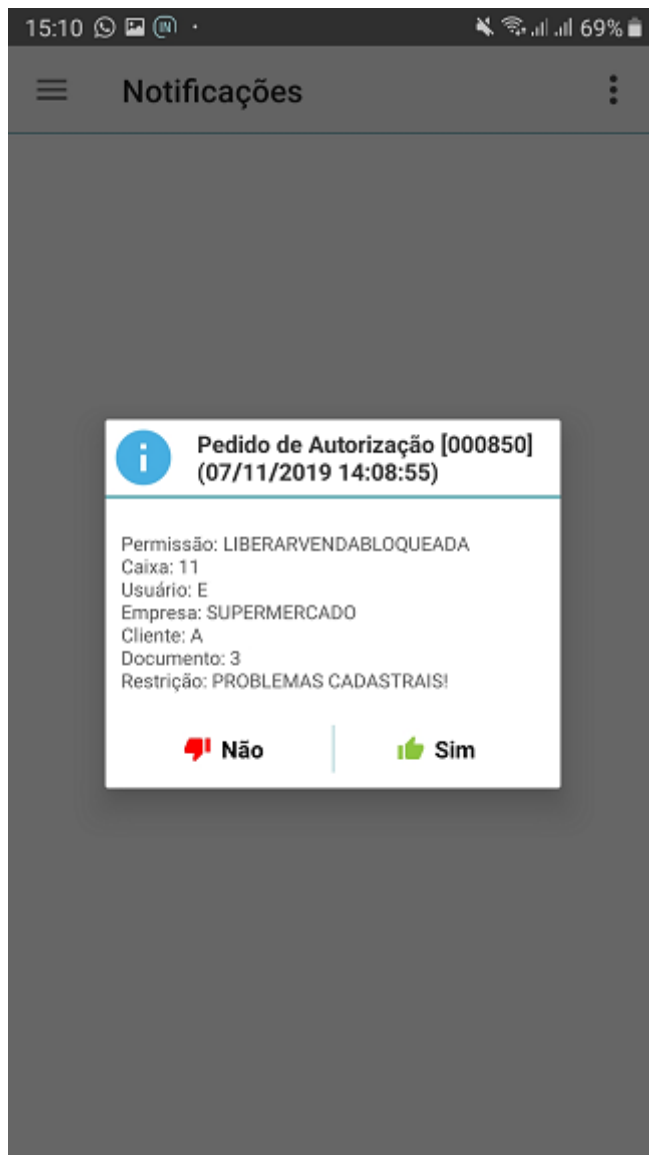 15:10 69%
Notificações
Pedido de Autorização [000850]
(07/11/2019 14:08:55)
Permissão: LIBERARVENDABLOQUEADA
Caixa: 11
Usuário: E
Empresa: SUPERMERCADO
Cliente: A
Documento: 3
Restrição: PROBLEMAS CADASTRAIS!
Não Sim